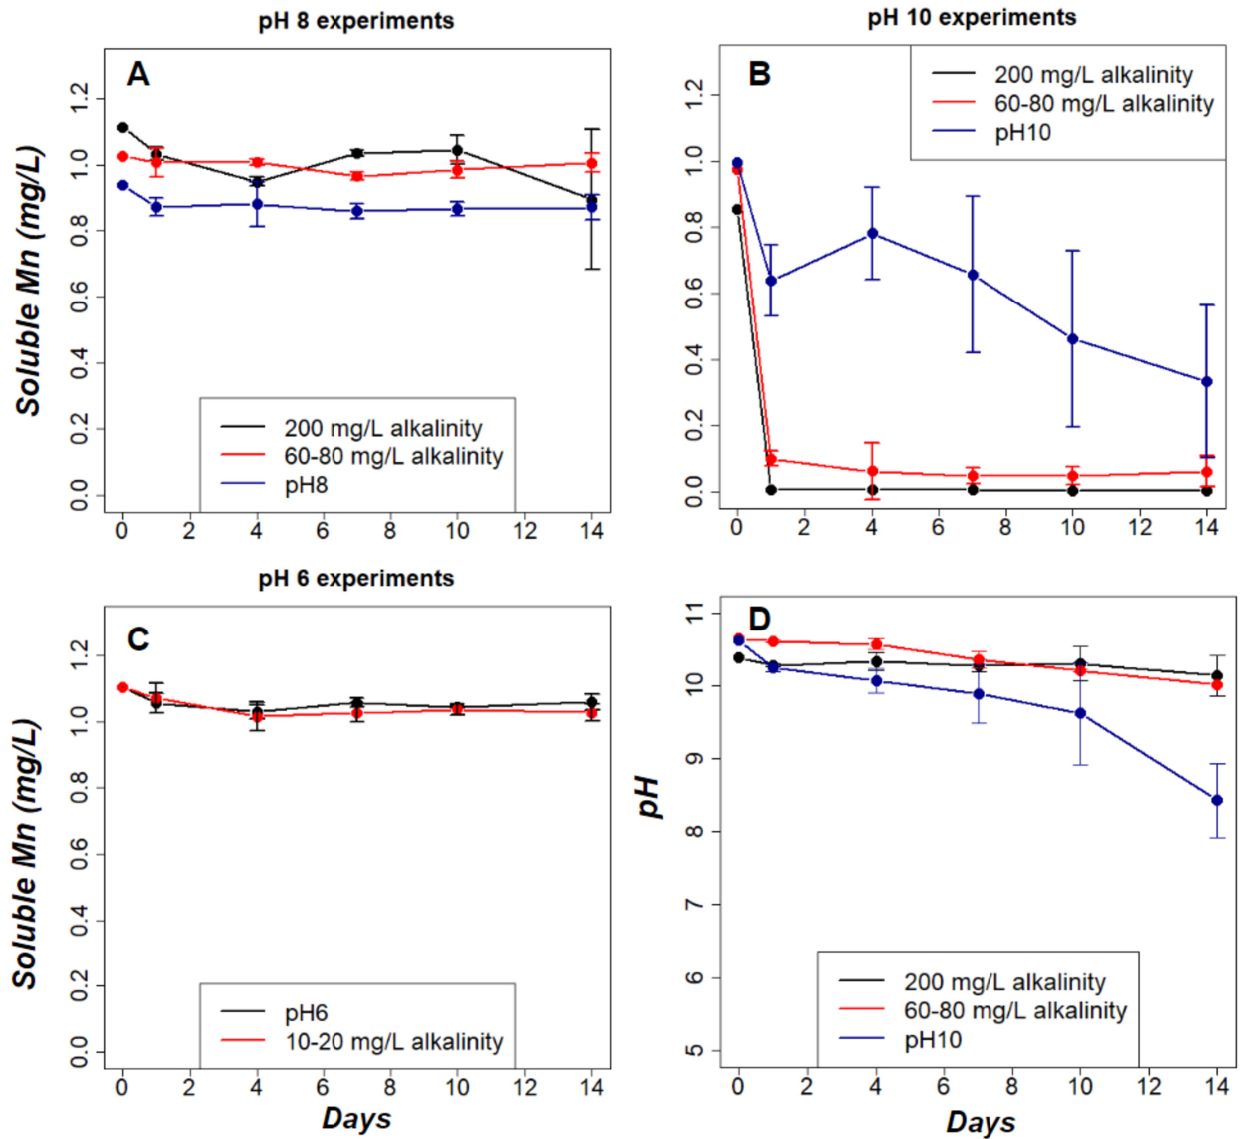 pH 8 experiments
A
Soluble Mn (mg/L)
0.0 0.2 0.4 0.6 0.8 1.0 1.2
200 mg/L alkalinity
60-80 mg/L alkalinity
pH8
0 2 4 6 8 10 12 14
pH 10 experiments
B
200 mg/L alkalinity
60-80 mg/L alkalinity
pH10
0.0 0.2 0.4 0.6 0.8 1.0 1.2
0 2 4 6 8 10 12 14
pH 6 experiments
C
Soluble Mn (mg/L)
0.0 0.2 0.4 0.6 0.8 1.0 1.2
pH6
10-20 mg/L alkalinity
0 2 4 6 8 10 12 14
Days
D
pH
5 6 7 8 9 10 11
200 mg/L alkalinity
60-80 mg/L alkalinity
pH10
0 2 4 6 8 10 12 14
Days